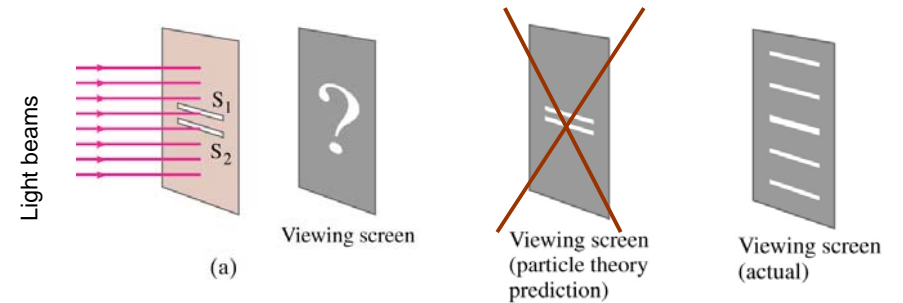 Light beams
S1
S2
?
Viewing screen
(a)
Viewing screen
(particle theory
prediction)
Viewing screen
(actual)